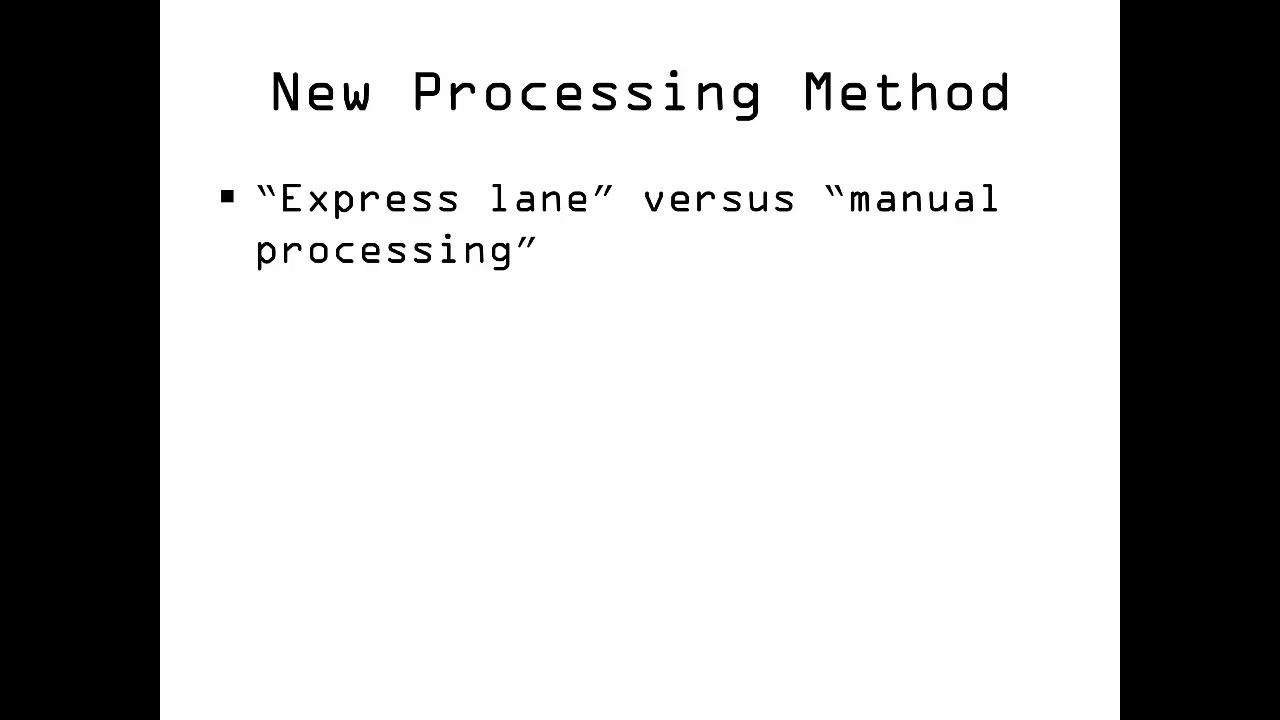 New Processing Method
▪ “Express lane” versus “manual
processing”